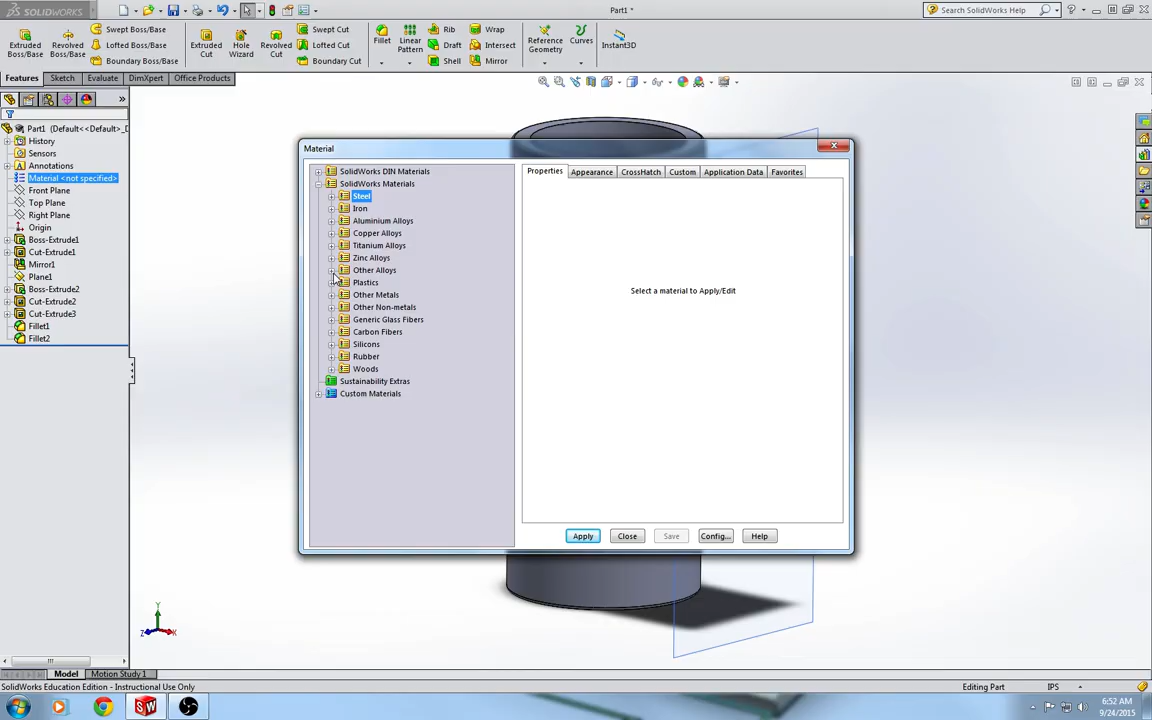 SOLIDWORKS
Part1 *
Search SolidWorks Help
Extruded Boss/Base
Revolved Boss/Base
Swept Boss/Base
Lofted Boss/Base
Boundary Boss/Base
Extruded Cut
Hole Wizard
Revolved Cut
Swept Cut
Lofted Cut
Boundary Cut
Fillet
Linear Pattern
Rib
Draft
Shell
Wrap
Intersect
Mirror
Reference Geometry
Curves
Instant3D
Features
Sketch
Evaluate
DimXpert
Office Products
Part1 (Default<<Default>_D
History
Sensors
Annotations
Material <not specified>
Front Plane
Top Plane
Right Plane
Origin
Boss-Extrude1
Cut-Extrude1
Mirror1
Plane1
Boss-Extrude2
Cut-Extrude2
Cut-Extrude3
Fillet1
Fillet2
Material
SolidWorks DIN Materials
SolidWorks Materials
Steel
Iron
Aluminium Alloys
Copper Alloys
Titanium Alloys
Zinc Alloys
Other Alloys
Plastics
Other Metals
Other Non-metals
Generic Glass Fibers
Carbon Fibers
Silicons
Rubber
Woods
Sustainability Extras
Custom Materials
Properties
Appearance
CrossHatch
Custom
Application Data
Favorites
Select a material to Apply/Edit
Apply
Close
Save
Config...
Help
Y
Z
X
Model
Motion Study 1
SolidWorks Education Edition - Instructional Use Only
Editing Part
IPS
6:52 AM
9/24/2015